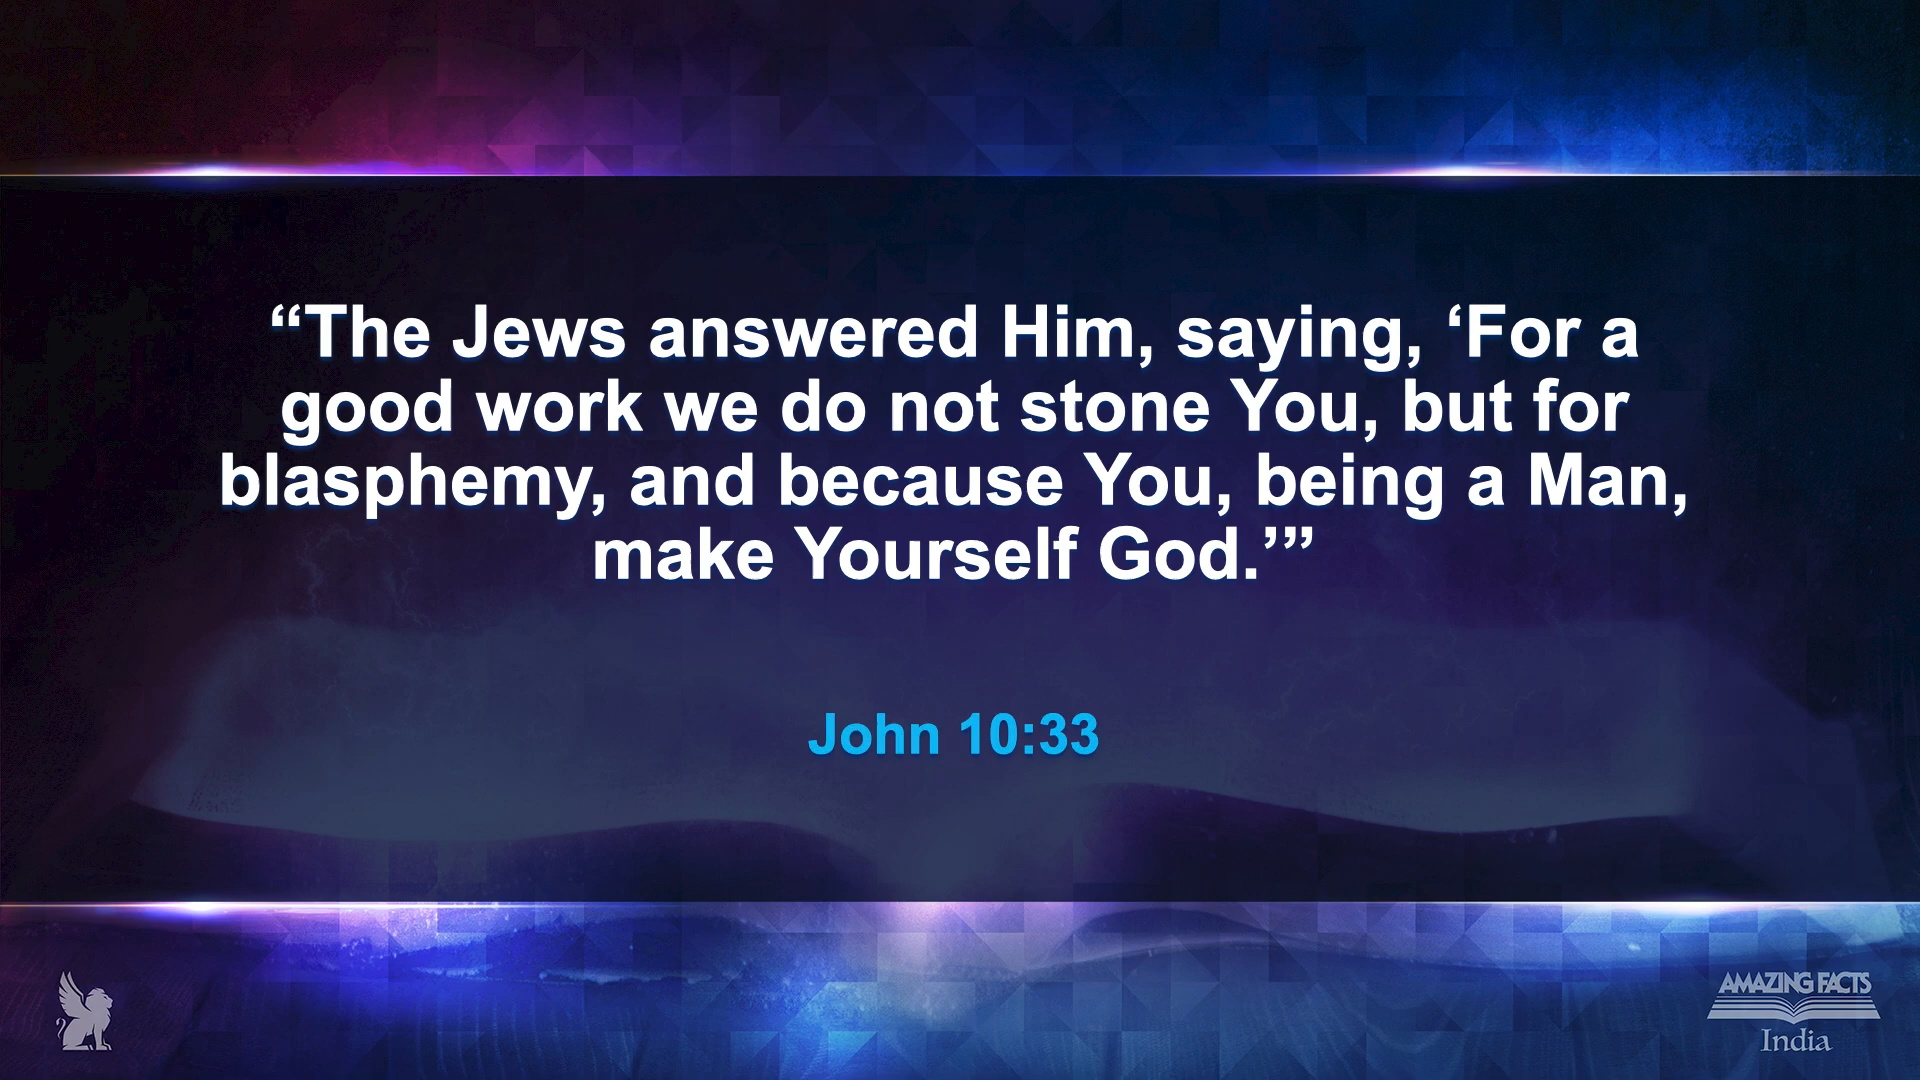 “The Jews answered Him, saying, ‘For a
good work we do not stone You, but for
blasphemy, and because You, being a Man,
make Yourself God.’”
John 10:33
AMAZING FACTS
India